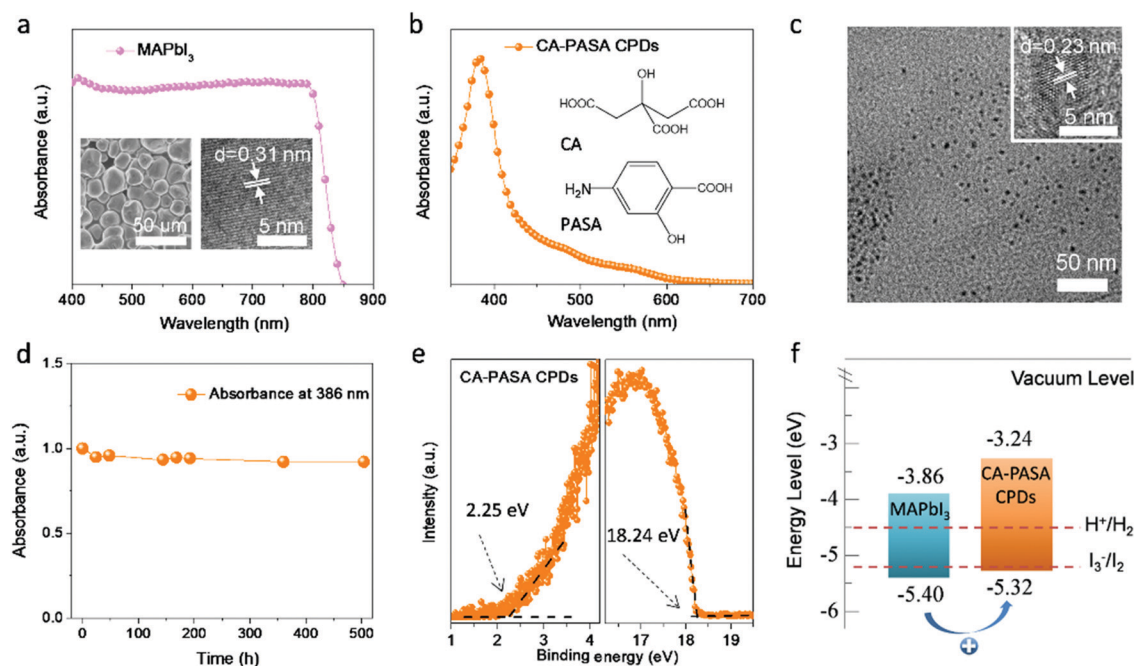 a
MAPbI3
Absorbance (a.u.)
d=0.31 nm
50 μm
5 nm
400 500 600 700 800 900
Wavelength (nm)
b
CA-PASA CPDs
Absorbance (a.u.)
OH
HOOC
COOH
COOH
CA
H2N
COOH
PASA
OH
400 500 600 700
Wavelength (nm)
c
d=0.23 nm
5 nm
50 nm
d
1.5
1.0
0.5
0.0
Absorbance (a.u.)
Absorbance at 386 nm
0 100 200 300 400 500
Time (h)
e
CA-PASA CPDs
Intensity (a.u.)
2.25 eV
18.24 eV
1 2 3 4 17 18 19
Binding energy (eV)
f
Vacuum Level
Energy Level (eV)
-3
-4
-5
-6
-3.24
-3.86
CA-PASA
CPDs
MAPbI3
H+/H2
I3-/I2
-5.40
-5.32
+